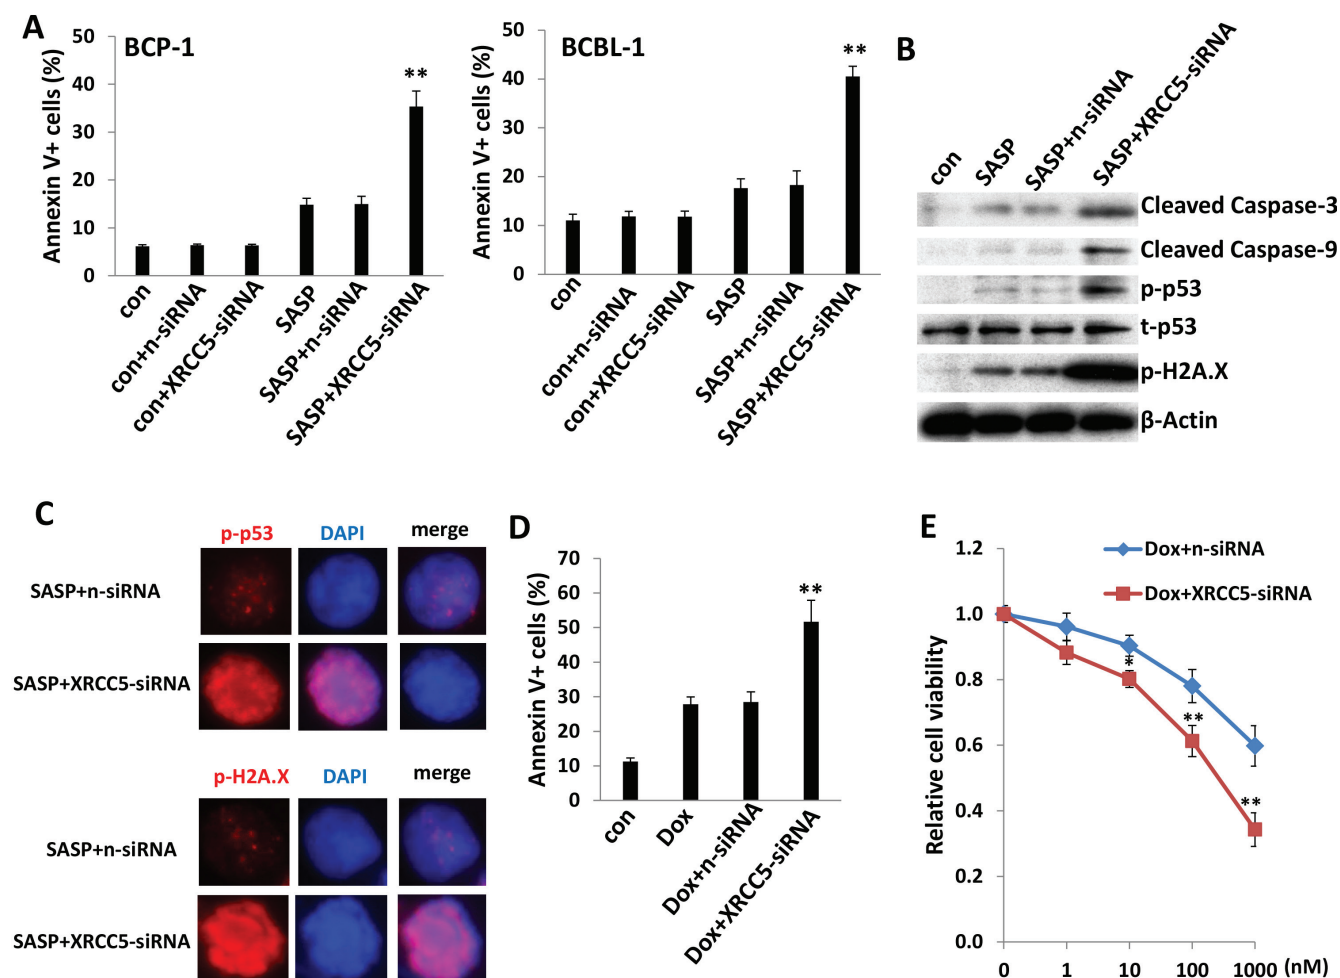 A
BCP-1
Annexin V+ cells (%)
50
40
30
20
10
0
con
con+n-siRNA
con+XRCC5-siRNA
SASP
SASP+n-siRNA
SASP+XRCC5-siRNA
**
BCBL-1
Annexin V+ cells (%)
50
40
30
20
10
0
con
con+n-siRNA
con+XRCC5-siRNA
SASP
SASP+n-siRNA
SASP+XRCC5-siRNA
**
B
con
SASP
SASP+n-siRNA
SASP+XRCC5-siRNA
Cleaved Caspase-3
Cleaved Caspase-9
p-p53
t-p53
p-H2A.X
β-Actin
C
p-p53 DAPI merge
SASP+n-siRNA
SASP+XRCC5-siRNA
p-H2A.X DAPI merge
SASP+n-siRNA
SASP+XRCC5-siRNA
D
Annexin V+ cells (%)
70
60
50
40
30
20
10
0
con
Dox
Dox+n-siRNA
Dox+XRCC5-siRNA
**
E
Dox+n-siRNA
Dox+XRCC5-siRNA
Relative cell viability
1.2
1.0
0.8
0.6
0.4
0.2
0.0
*
**
**
0 1 10 100 1000 (nM)